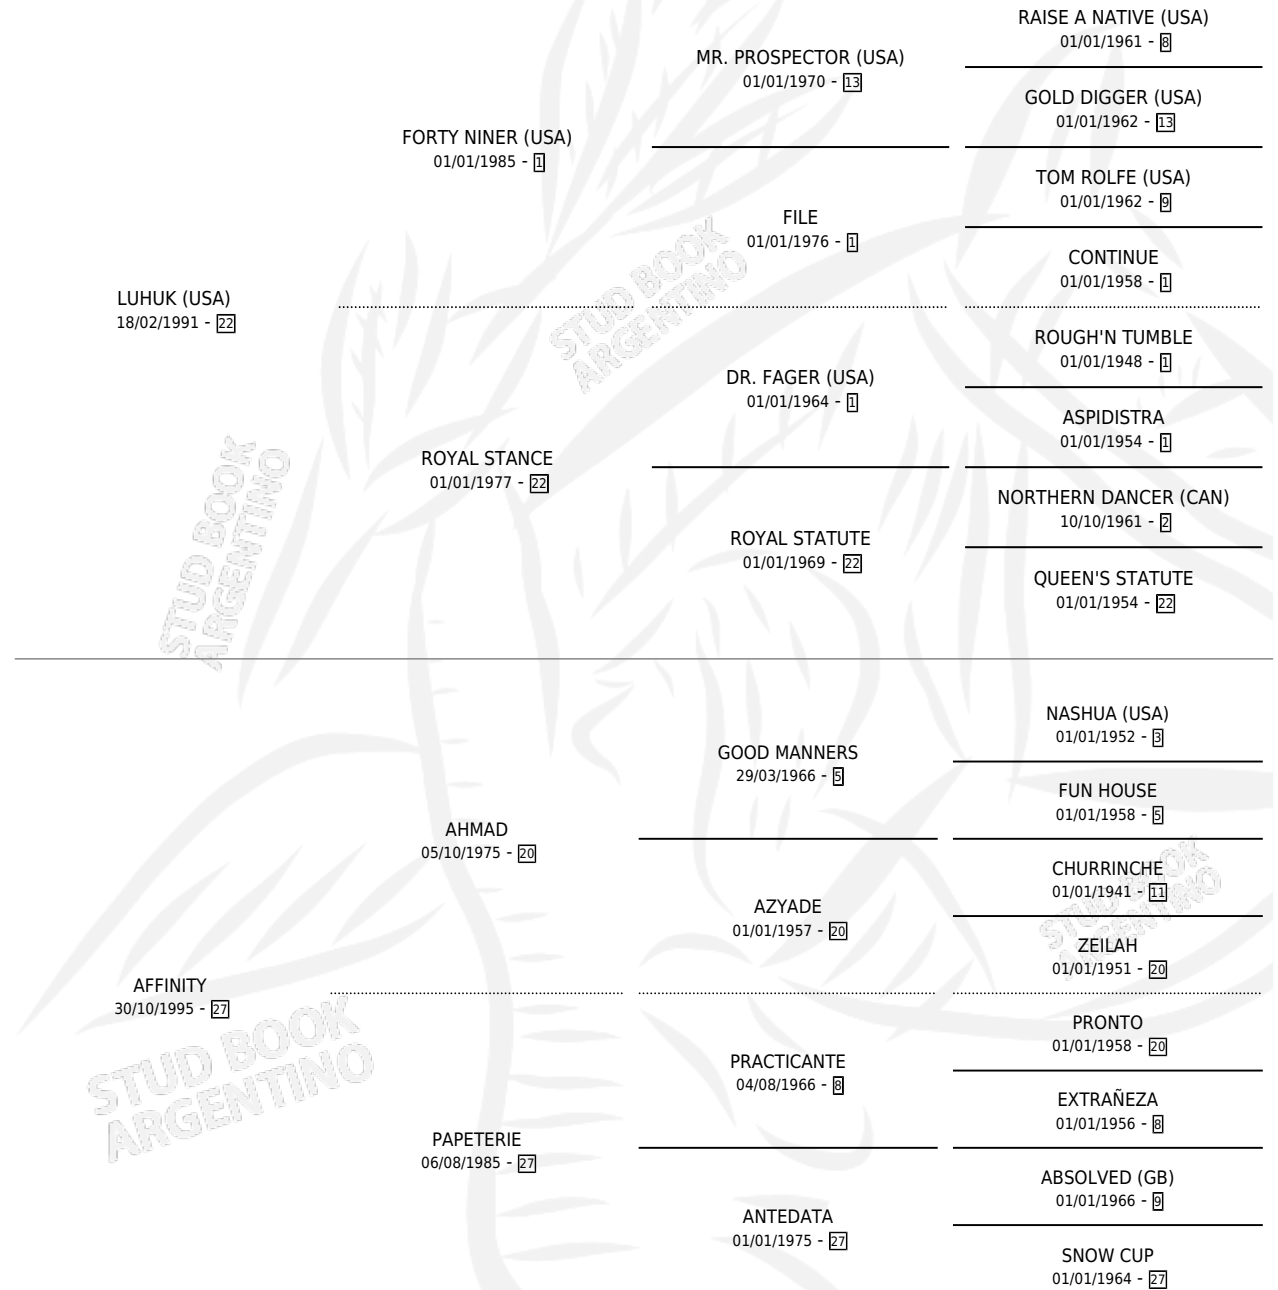 RAISE A NATIVE (USA)
01/01/1961 - 8
MR. PROSPECTOR (USA)
01/01/1970 - 13
GOLD DIGGER (USA)
01/01/1962 - 13
FORTY NINER (USA)
01/01/1985 - 1
TOM ROLFE (USA)
01/01/1962 - 9
FILE
01/01/1976 - 1
CONTINUE
01/01/1958 - 1
LUHUK (USA)
18/02/1991 - 22
STUD BOOK
ARGENTINO
ROUGH'N TUMBLE
01/01/1948 - 1
DR. FAGER (USA)
01/01/1964 - 1
ASPIDISTRA
01/01/1954 - 1
ROYAL STANCE
01/01/1977 - 22
NORTHERN DANCER (CAN)
10/10/1961 - 2
ROYAL STATUTE
01/01/1969 - 22
QUEEN'S STATUTE
01/01/1954 - 22
STUD BOOK
ARGENTINO
NASHUA (USA)
01/01/1952 - 3
GOOD MANNERS
29/03/1966 - 5
FUN HOUSE
01/01/1958 - 5
AHMAD
05/10/1975 - 20
CHURRINCHE
01/01/1941 - 11
AZYADE
01/01/1957 - 20
STUD BOOK
ARGENTINO
ZEILAH
01/01/1951 - 20
AFFINITY
30/10/1995 - 27
PRONTO
01/01/1958 - 20
PRACTICANTE
04/08/1966 - 8
STUD BOOK
ARGENTINO
EXTRAÑEZA
01/01/1956 - 8
PAPETERIE
06/08/1985 - 27
ABSOLVED (GB)
01/01/1966 - 9
ANTEDATA
01/01/1975 - 27
SNOW CUP
01/01/1964 - 27